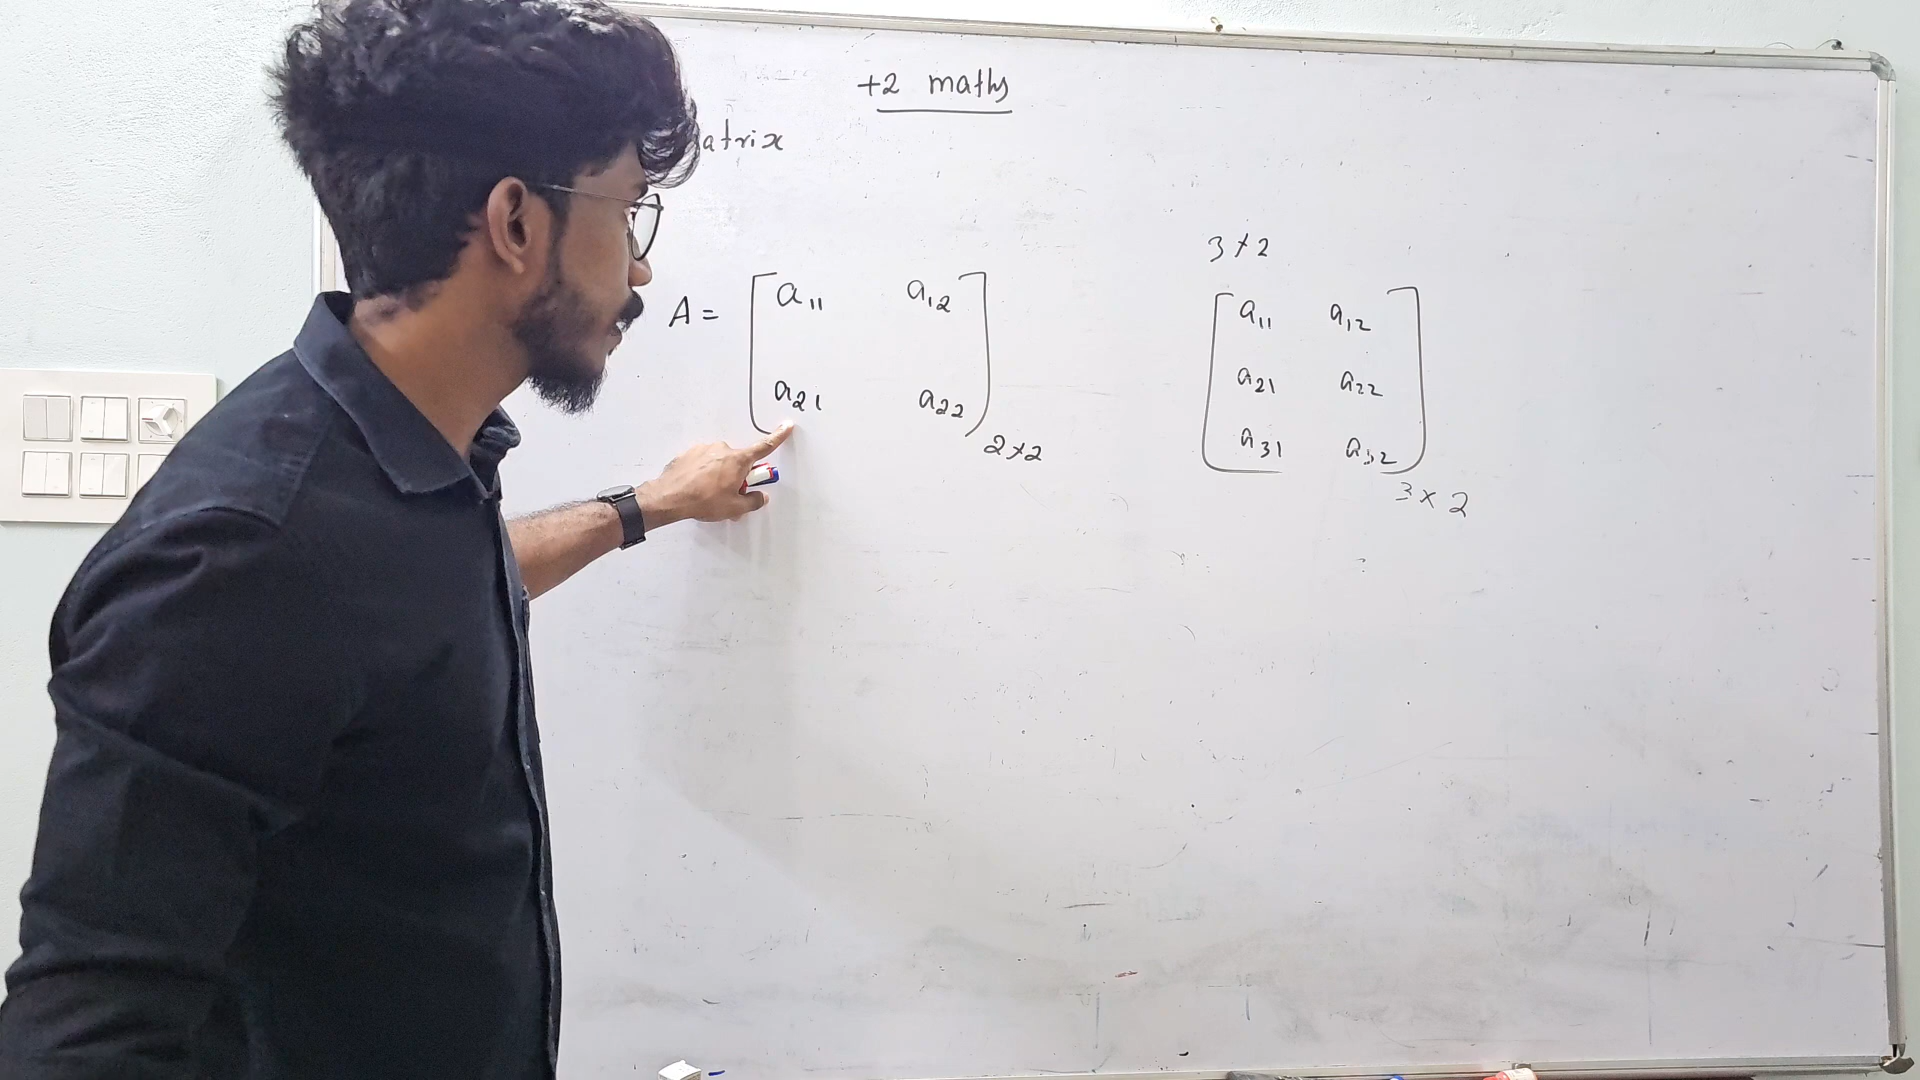 +2 maths
atrix
A = [ a11 a12
a21 a22 ] 2×2
3×2
[ a11 a12
a21 a22
a31 a32 ] 3×2